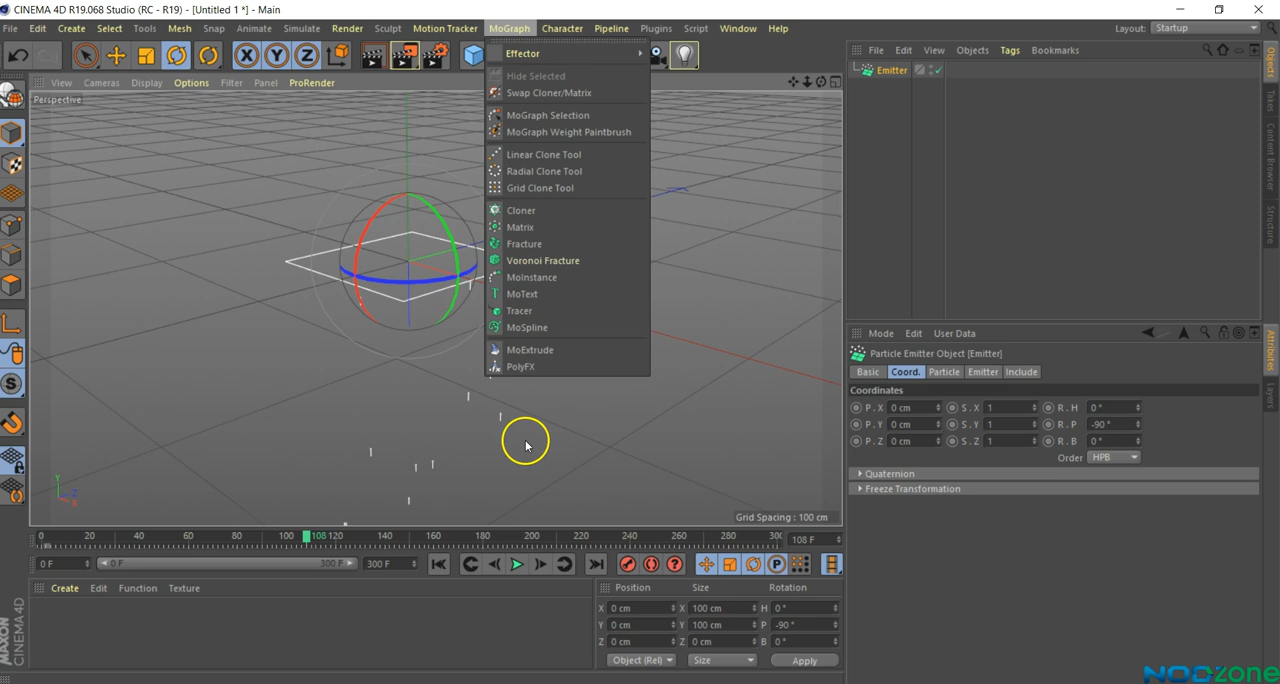 CINEMA 4D R19.068 Studio (RC - R19) - [Untitled 1 *] - Main
File Edit Create Select Tools Mesh Snap Animate Simulate Render Sculpt Motion Tracker MoGraph Character Pipeline Plugins Script Window Help Layout: Startup
X Y Z
File Edit View Objects Tags Bookmarks
View Cameras Display Options Filter Panel ProRender
Perspective
Emitter
Effector
Hide Selected
Swap Cloner/Matrix
MoGraph Selection
MoGraph Weight Paintbrush
Linear Clone Tool
Radial Clone Tool
Grid Clone Tool
Cloner
Matrix
Fracture
Voronoi Fracture
MoInstance
MoText
Tracer
MoSpline
MoExtrude
PolyFX
Objects
Takes
Content Browser
Structure
Attributes
Layers
Mode Edit User Data
Particle Emitter Object [Emitter]
Basic Coord. Particle Emitter Include
Coordinates
P . X 0 cm S . X 1 R . H 0 °
P . Y 0 cm S . Y 1 R . P -90 °
P . Z 0 cm S . Z 1 R . B 0 °
Order HPB
Quaternion
Freeze Transformation
S
Y
Z
X
Grid Spacing : 100 cm
0 20 40 60 80 100 108 120 140 160 180 200 220 240 260 280 108 F
0 F 0 F 300 F 300 F
P
Create Edit Function Texture
Position Size Rotation
X 0 cm X 100 cm H 0 °
Y 0 cm Y 100 cm P -90 °
Z 0 cm Z 0 cm B 0 °
Object (Rel) Size Apply
MAXON
CINEMA 4D
NODzone